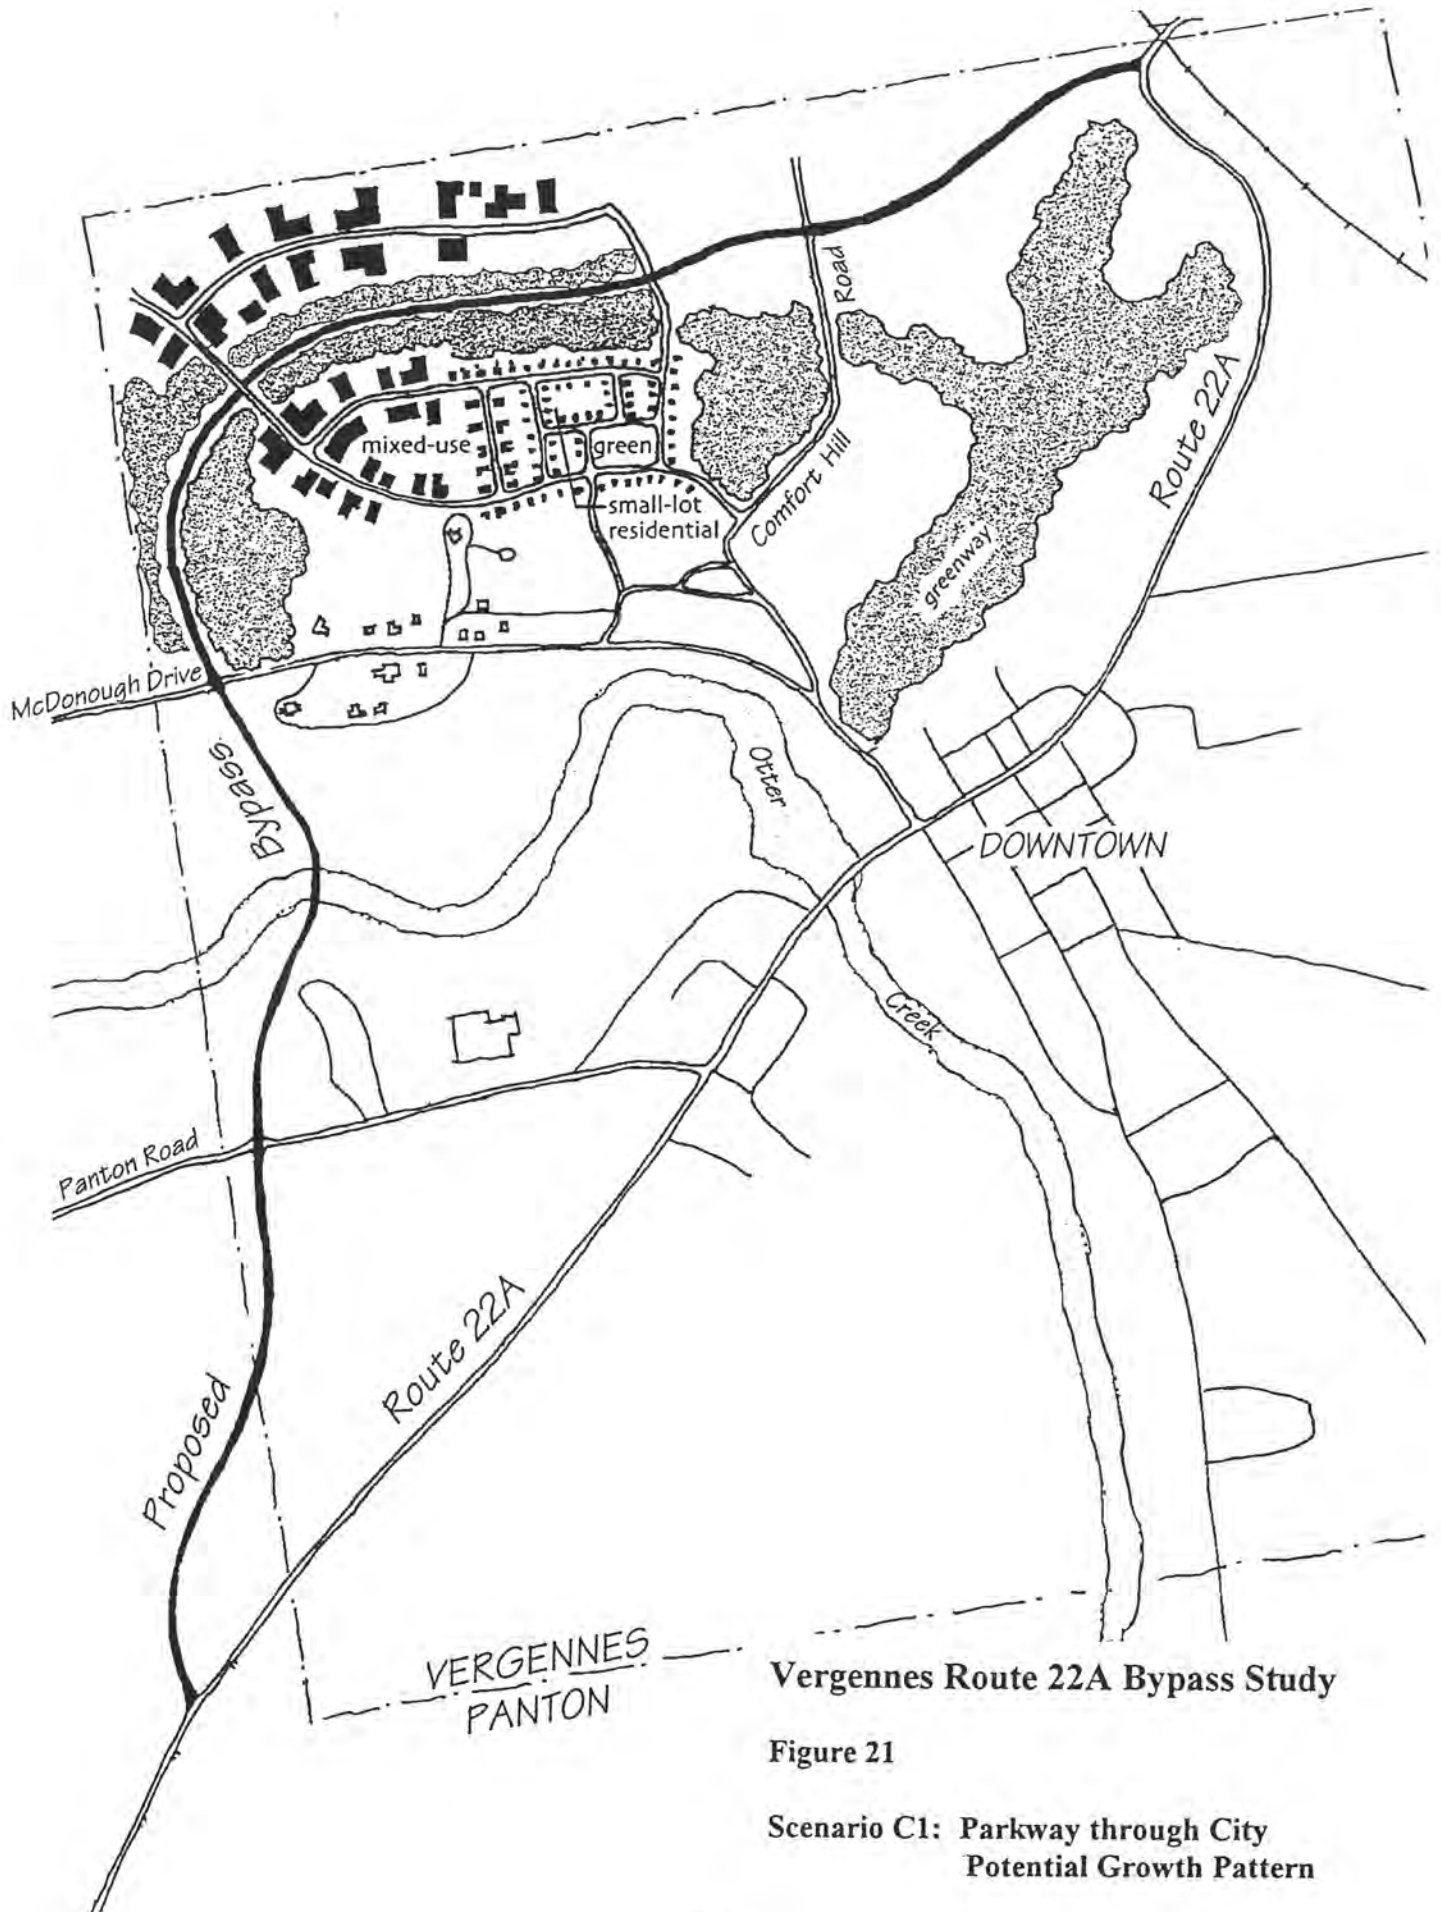 Road
Route 22A
mixed-use
green
small-lot
residential
Comfort Hill
greenway
McDonough Drive
Bypass
Otter
DOWNTOWN
Creek
Panton Road
Route 22A
Proposed
VERGENNES
PANTON
Vergennes Route 22A Bypass Study
Figure 21
Scenario C1: Parkway through City
Potential Growth Pattern